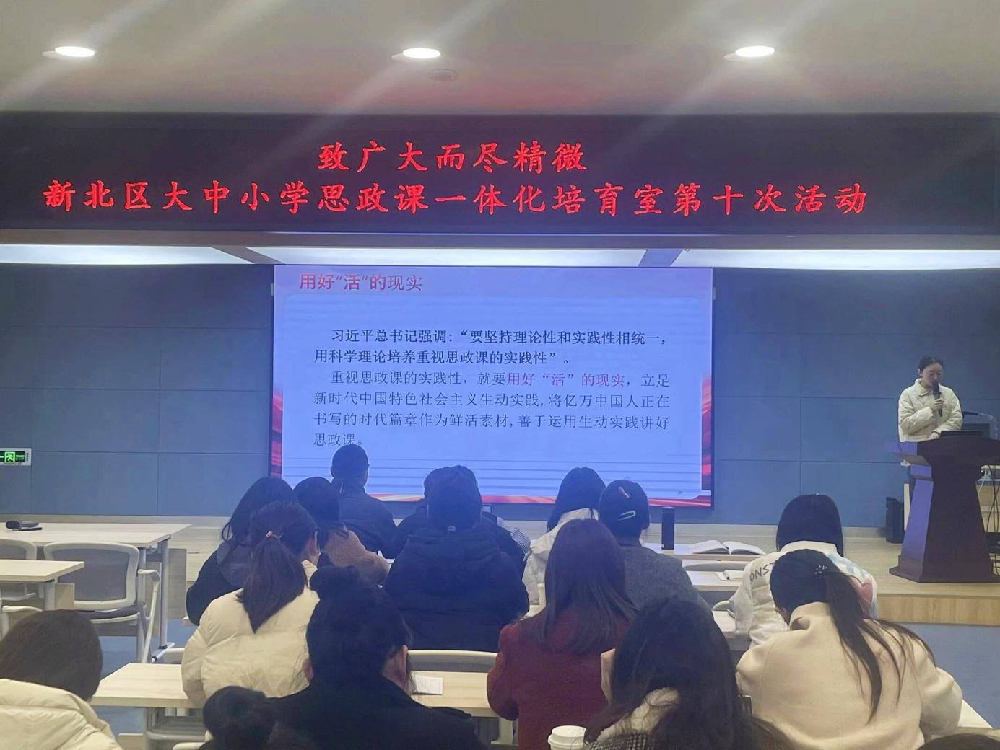 致广大而尽精微
新北区大中小学思政课一体化培育室第十次活动
用好“活”的现实
习近平总书记强调：“要坚持理论性和实践性相统一，
用科学理论培养重视思政课的实践性”。
重视思政课的实践性，就要用好“活”的现实，立足
新时代中国特色社会主义生动实践,将亿万中国人正在
书写的时代篇章作为鲜活素材,善于运用生动实践讲好
思政课。
ONST